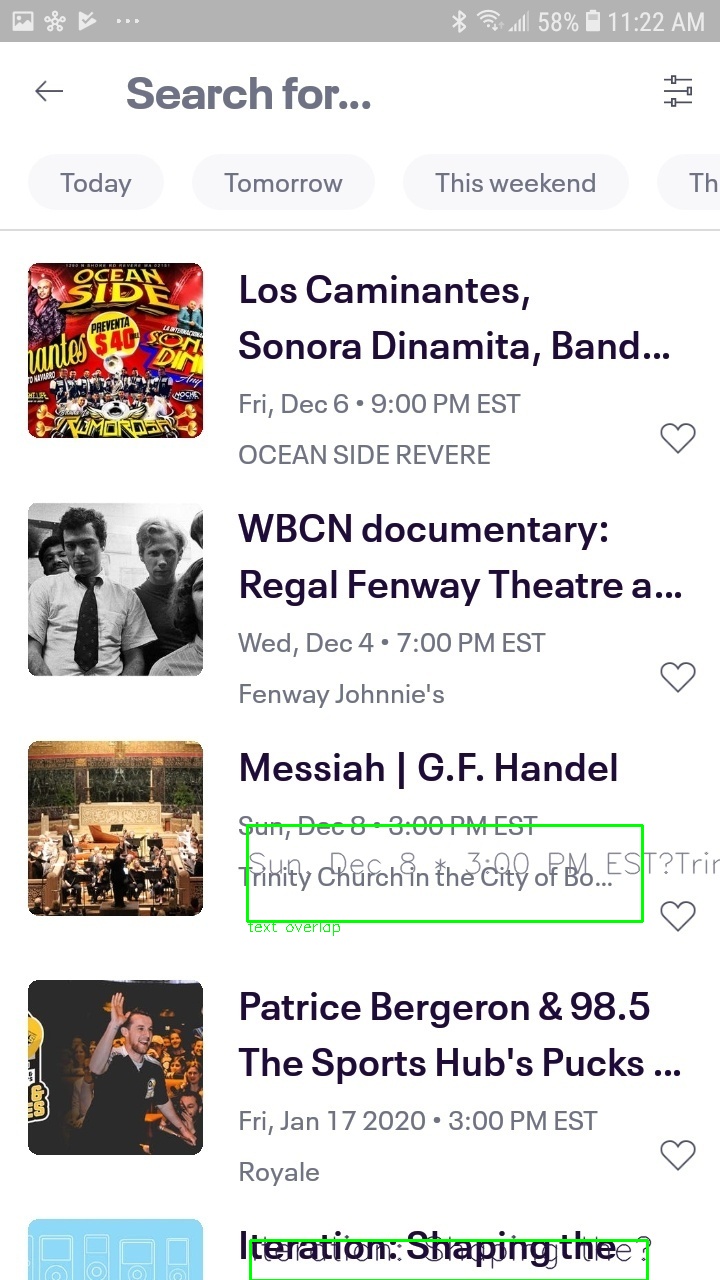 58% 11:22 AM
Search for...
Today Tomorrow This weekend Th
OCEAN
SIDE
PREVENTA
$40
Los Caminantes,
Sonora Dinamita, Band...
Fri, Dec 6 • 9:00 PM EST
OCEAN SIDE REVERE
WBCN documentary:
Regal Fenway Theatre a...
Wed, Dec 4 • 7:00 PM EST
Fenway Johnnie's
Messiah | G.F. Handel
Sun, Dec 8 • 3:00 PM EST
Sun, Dec 8 * 3:00 PM EST?Trin
Trinity Church in the City of Bo...
text overlap
Patrice Bergeron & 98.5
The Sports Hub's Pucks ...
Fri, Jan 17 2020 • 3:00 PM EST
Royale
Iteration: Shaping the
Iteration: Shaping the?